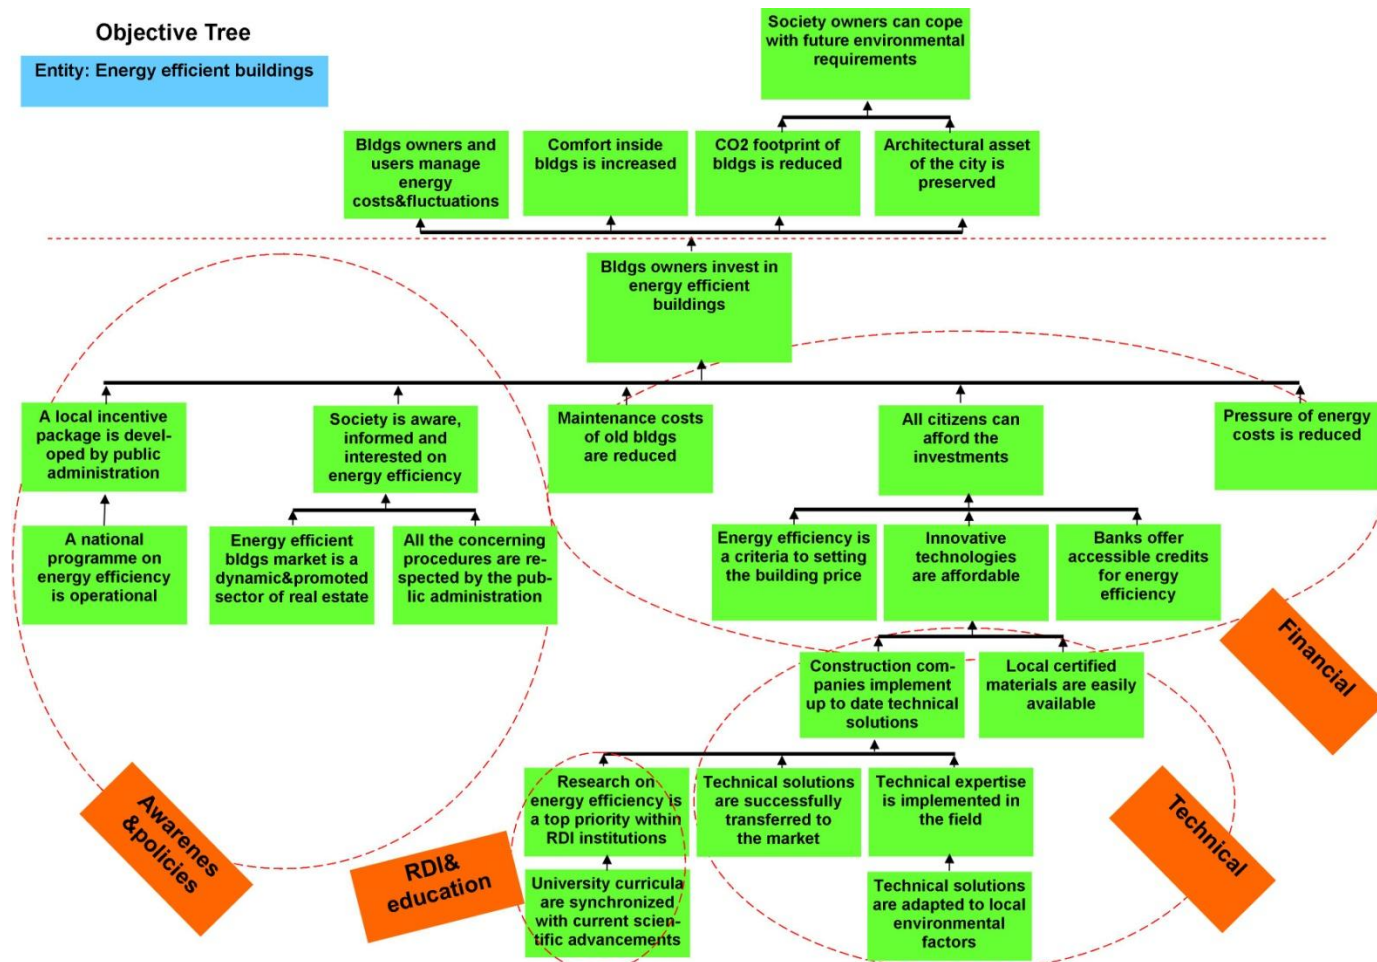 Objective Tree
Entity: Energy efficient buildings
Society owners can cope
with future environmental
requirements
Bldgs owners and
users manage
energy
costs&fluctuations
Comfort inside
bldgs is increased
CO2 footprint of
bldgs is reduced
Architectural asset
of the city is
preserved
Bldgs owners invest in
energy efficient
buildings
A local incentive
package is devel-
oped by public
administration
Society is aware,
informed and
interested on
energy efficiency
Maintenance costs
of old bldgs
are reduced
All citizens can
afford the
investments
Pressure of energy
costs is reduced
A national
programme on
energy efficiency
is operational
Energy efficient
bldgs market is a
dynamic&promoted
sector of real estate
All the concerning
procedures are re-
spected by the pub-
lic administration
Energy efficiency is
a criteria to setting
the building price
Innovative
technologies
are affordable
Banks offer
accessible credits
for energy
efficiency
Financial
Construction com-
panies implement
up to date technical
solutions
Local certified
materials are easily
available
Awarenes
&policies
RDI&
education
Research on
energy efficiency is
a top priority within
RDI institutions
Technical solutions
are successfully
transferred to
the market
Technical expertise
is implemented in
the field
Technical
University curricula
are synchronized
with current scien-
tific advancements
Technical solutions
are adapted to local
environmental
factors